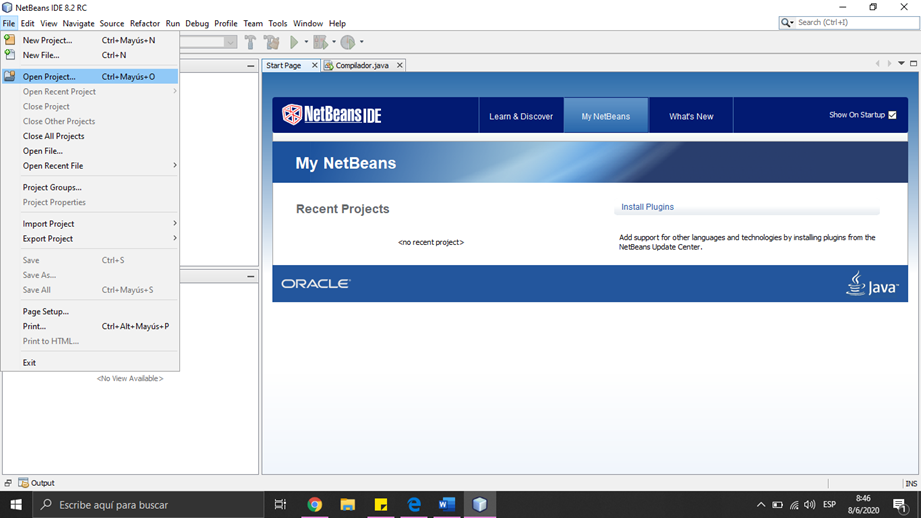 NetBeans IDE 8.2 RC
File Edit View Navigate Source Refactor Run Debug Profile Team Tools Window Help
Search (Ctrl+I)
New Project... Ctrl+Mayús+N
New File... Ctrl+N
Open Project... Ctrl+Mayús+O
Open Recent Project
Close Project
Close Other Projects
Close All Projects
Open File...
Open Recent File
Project Groups...
Project Properties
Import Project
Export Project
Save Ctrl+S
Save As...
Save All Ctrl+Mayús+S
Page Setup...
Print... Ctrl+Alt+Mayús+P
Print to HTML...
Exit
<No View Available>
Start Page Compilador.java
NetBeans IDE
Learn & Discover My NetBeans What's New Show On Startup
My NetBeans
Recent Projects
<no recent project>
Install Plugins
Add support for other languages and technologies by installing plugins from the
NetBeans Update Center.
ORACLE Java
Output
INS
Escribe aquí para buscar
ESP
8:46
8/6/2020
1